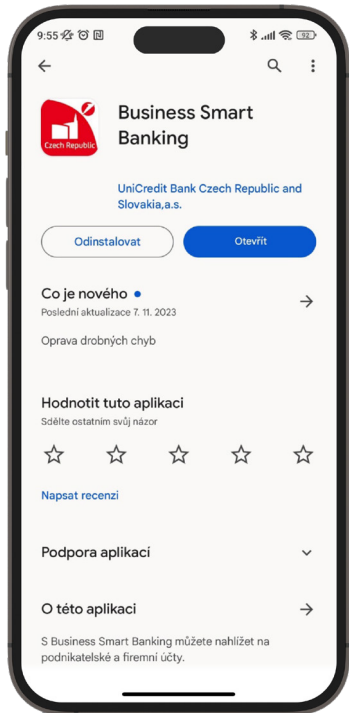 9:55
92
Czech Republic
Business Smart
Banking
UniCredit Bank Czech Republic and
Slovakia,a.s.
Odinstalovat
Otevřít
Co je nového
Poslední aktualizace 7. 11. 2023
Oprava drobných chyb
Hodnotit tuto aplikaci
Sdělte ostatním svůj názor
Napsat recenzi
Podpora aplikací
O této aplikaci
S Business Smart Banking můžete nahlížet na
podnikatelské a firemní účty.